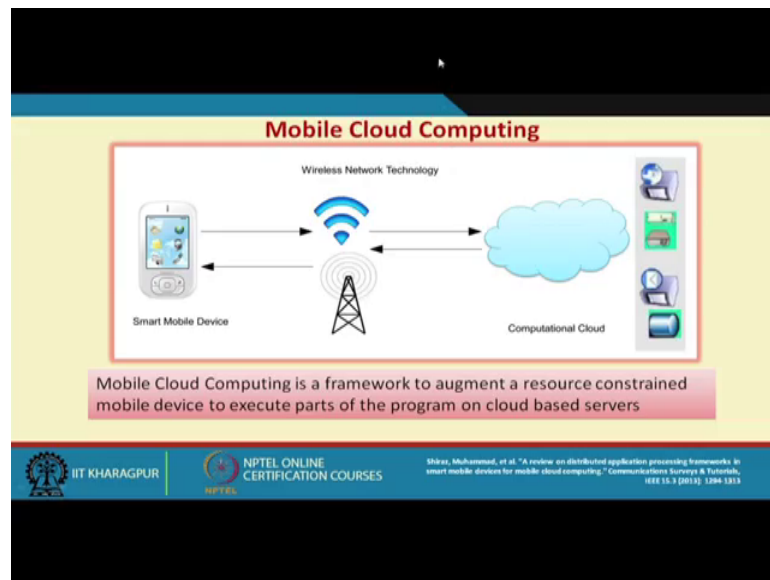 Mobile Cloud Computing
Wireless Network Technology
Smart Mobile Device
Computational Cloud
Mobile Cloud Computing is a framework to augment a resource constrained
mobile device to execute parts of the program on cloud based servers
IIT KHARAGPUR
NPTEL
NPTEL ONLINE
CERTIFICATION COURSES
Shiraz, Muhammad, et al. "A review on distributed application processing frameworks in
smart mobile devices for mobile cloud computing." Communications Surveys & Tutorials,
IEEE 15.3 (2013): 1294-1313